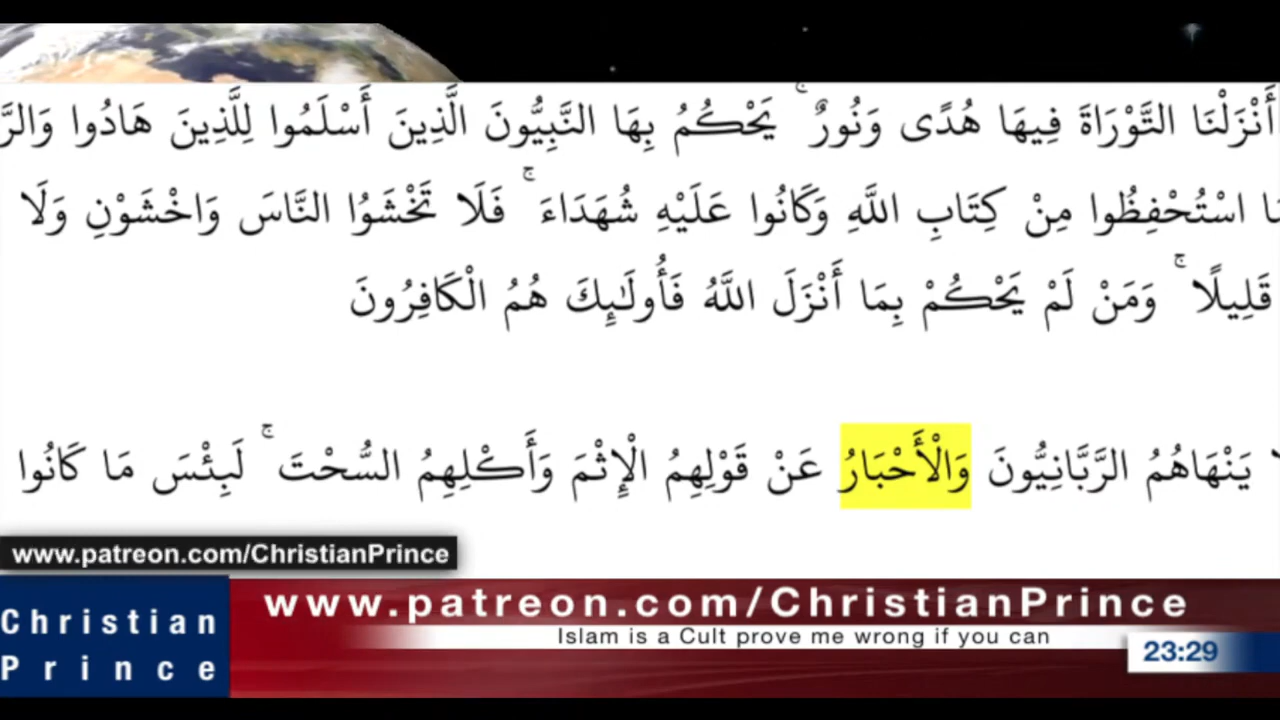 أَنْزَلْنَا التَّوْرَاةَ فِيهَا هُدًى وَنُورٌ ۚ يَحْكُمُ بِهَا النَّبِيُّونَ الَّذِينَ أَسْلَمُوا لِلَّذِينَ هَادُوا
اسْتُحْفِظُوا مِنْ كِتَابِ اللَّهِ وَكَانُوا عَلَيْهِ شُهَدَاءَ ۚ فَلَا تَخْشَوُا النَّاسَ وَاخْشَوْنِ وَلَا
قَلِيلًا ۚ وَمَنْ لَمْ يَحْكُمْ بِمَا أَنْزَلَ اللَّهُ فَأُولَٰئِكَ هُمُ الْكَافِرُونَ
يَنْهَاهُمُ الرَّبَّانِيُّونَ وَالْأَحْبَارُ عَنْ قَوْلِهِمُ الْإِثْمَ وَأَكْلِهِمُ السُّحْتَ ۚ لَبِئْسَ مَا كَانُوا
www.patreon.com/ChristianPrince
www.patreon.com/ChristianPrince
Islam is a Cult prove me wrong if you can
Christian
Prince
23:29